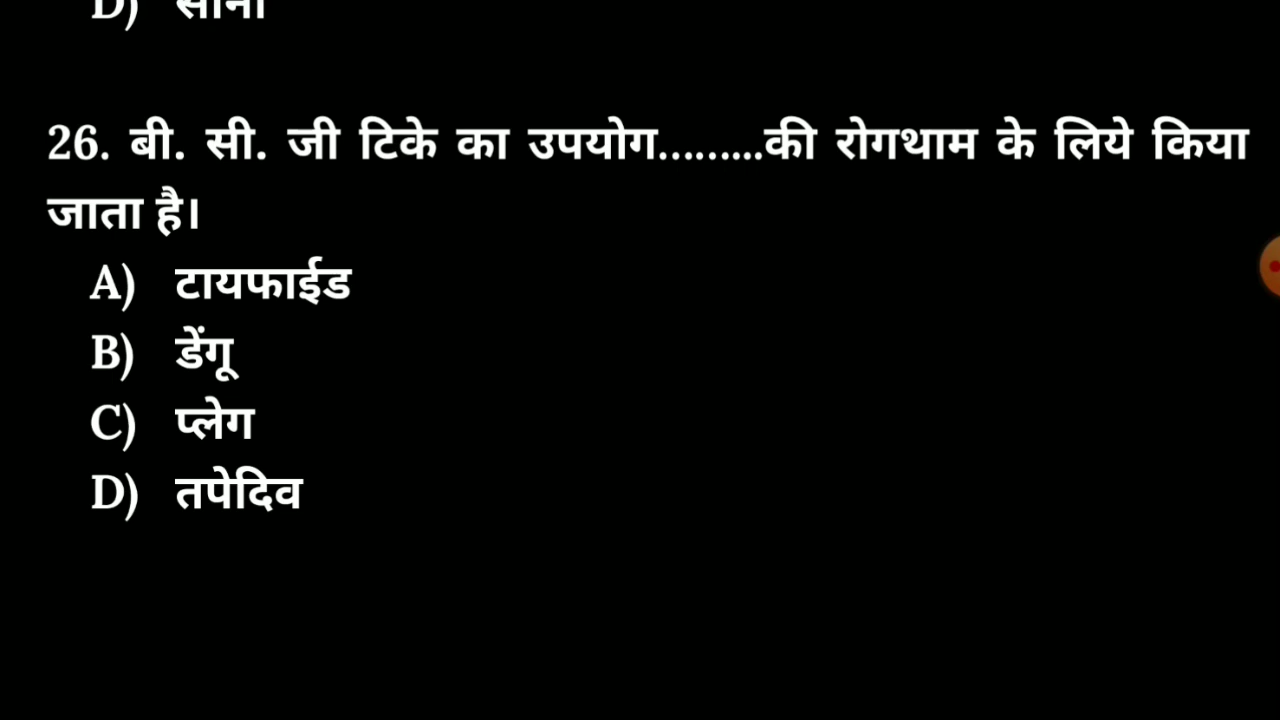 D) सोना
26. बी. सी. जी टिके का उपयोग.........की रोगथाम के लिये किया
जाता है।
A) टायफाईड
B) डेंगू
C) प्लेग
D) तपेदिव